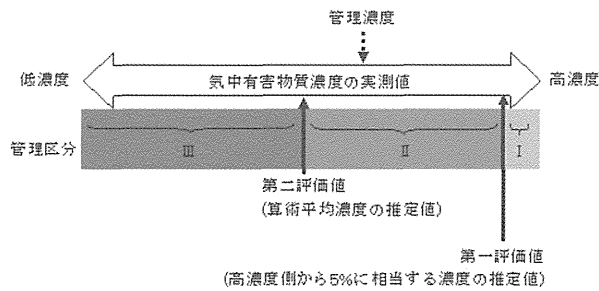 管理濃度
低濃度
気中有害物質濃度の実測値
高濃度
管理区分
Ⅲ
Ⅱ
Ⅰ
第二評価値
(算術平均濃度の推定値)
第一評価値
(高濃度側から5%に相当する濃度の推定値)